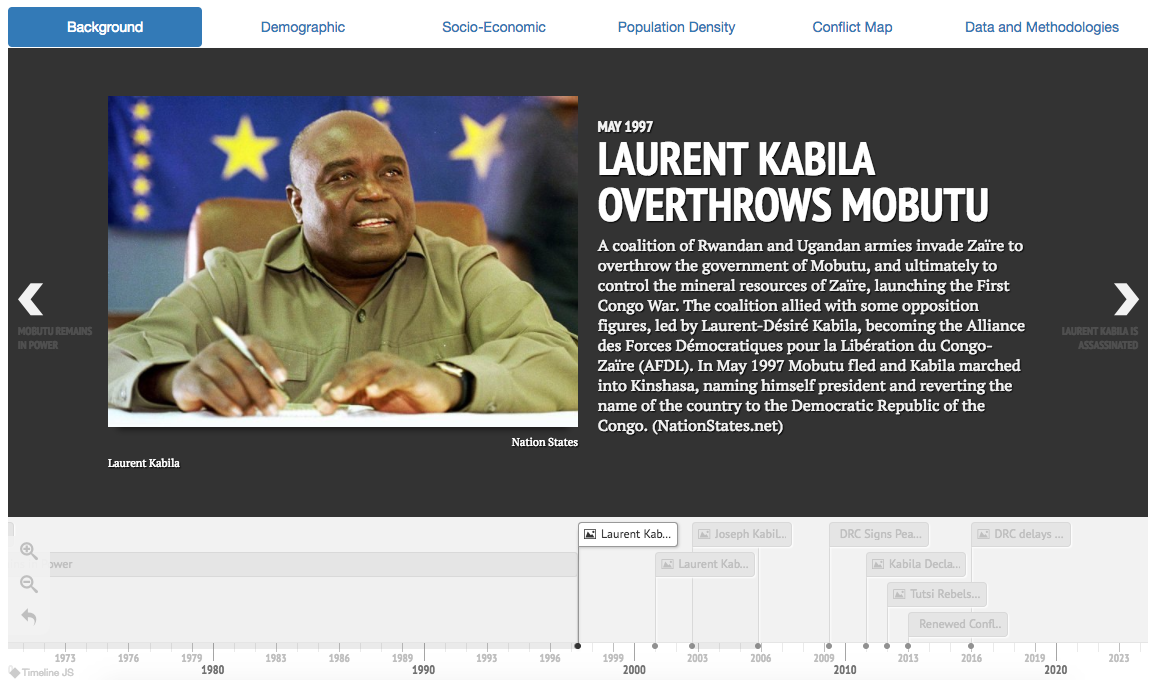 Background
Demographic
Socio-Economic
Population Density
Conflict Map
Data and Methodologies
MAY 1997
LAURENT KABILA
OVERTHROWS MOBUTU
A coalition of Rwandan and Ugandan armies invade Zaïre to
overthrow the government of Mobutu, and ultimately to
control the mineral resources of Zaïre, launching the First
Congo War. The coalition allied with some opposition
figures, led by Laurent-Désiré Kabila, becoming the Alliance
des Forces Démocratiques pour la Libération du Congo-
Zaïre (AFDL). In May 1997 Mobutu fled and Kabila marched
into Kinshasa, naming himself president and reverting the
name of the country to the Democratic Republic of the
Congo. (NationStates.net)
MOBUTU REMAINS
IN POWER
LAURENT KABILA IS
ASSASSINATED
Nation States
Laurent Kabila
Laurent Kab...
Joseph Kabil...
DRC Signs Pea...
DRC delays ...
ower
Laurent Kab...
Kabila Decla...
Tutsi Rebels...
Renewed Confl..
1973 1976 1979 1983 1986 1989 1993 1996 1999 2003 2006 2009 2013 2016 2019 2023
1980 1990 2000 2010 2020
Timeline JS